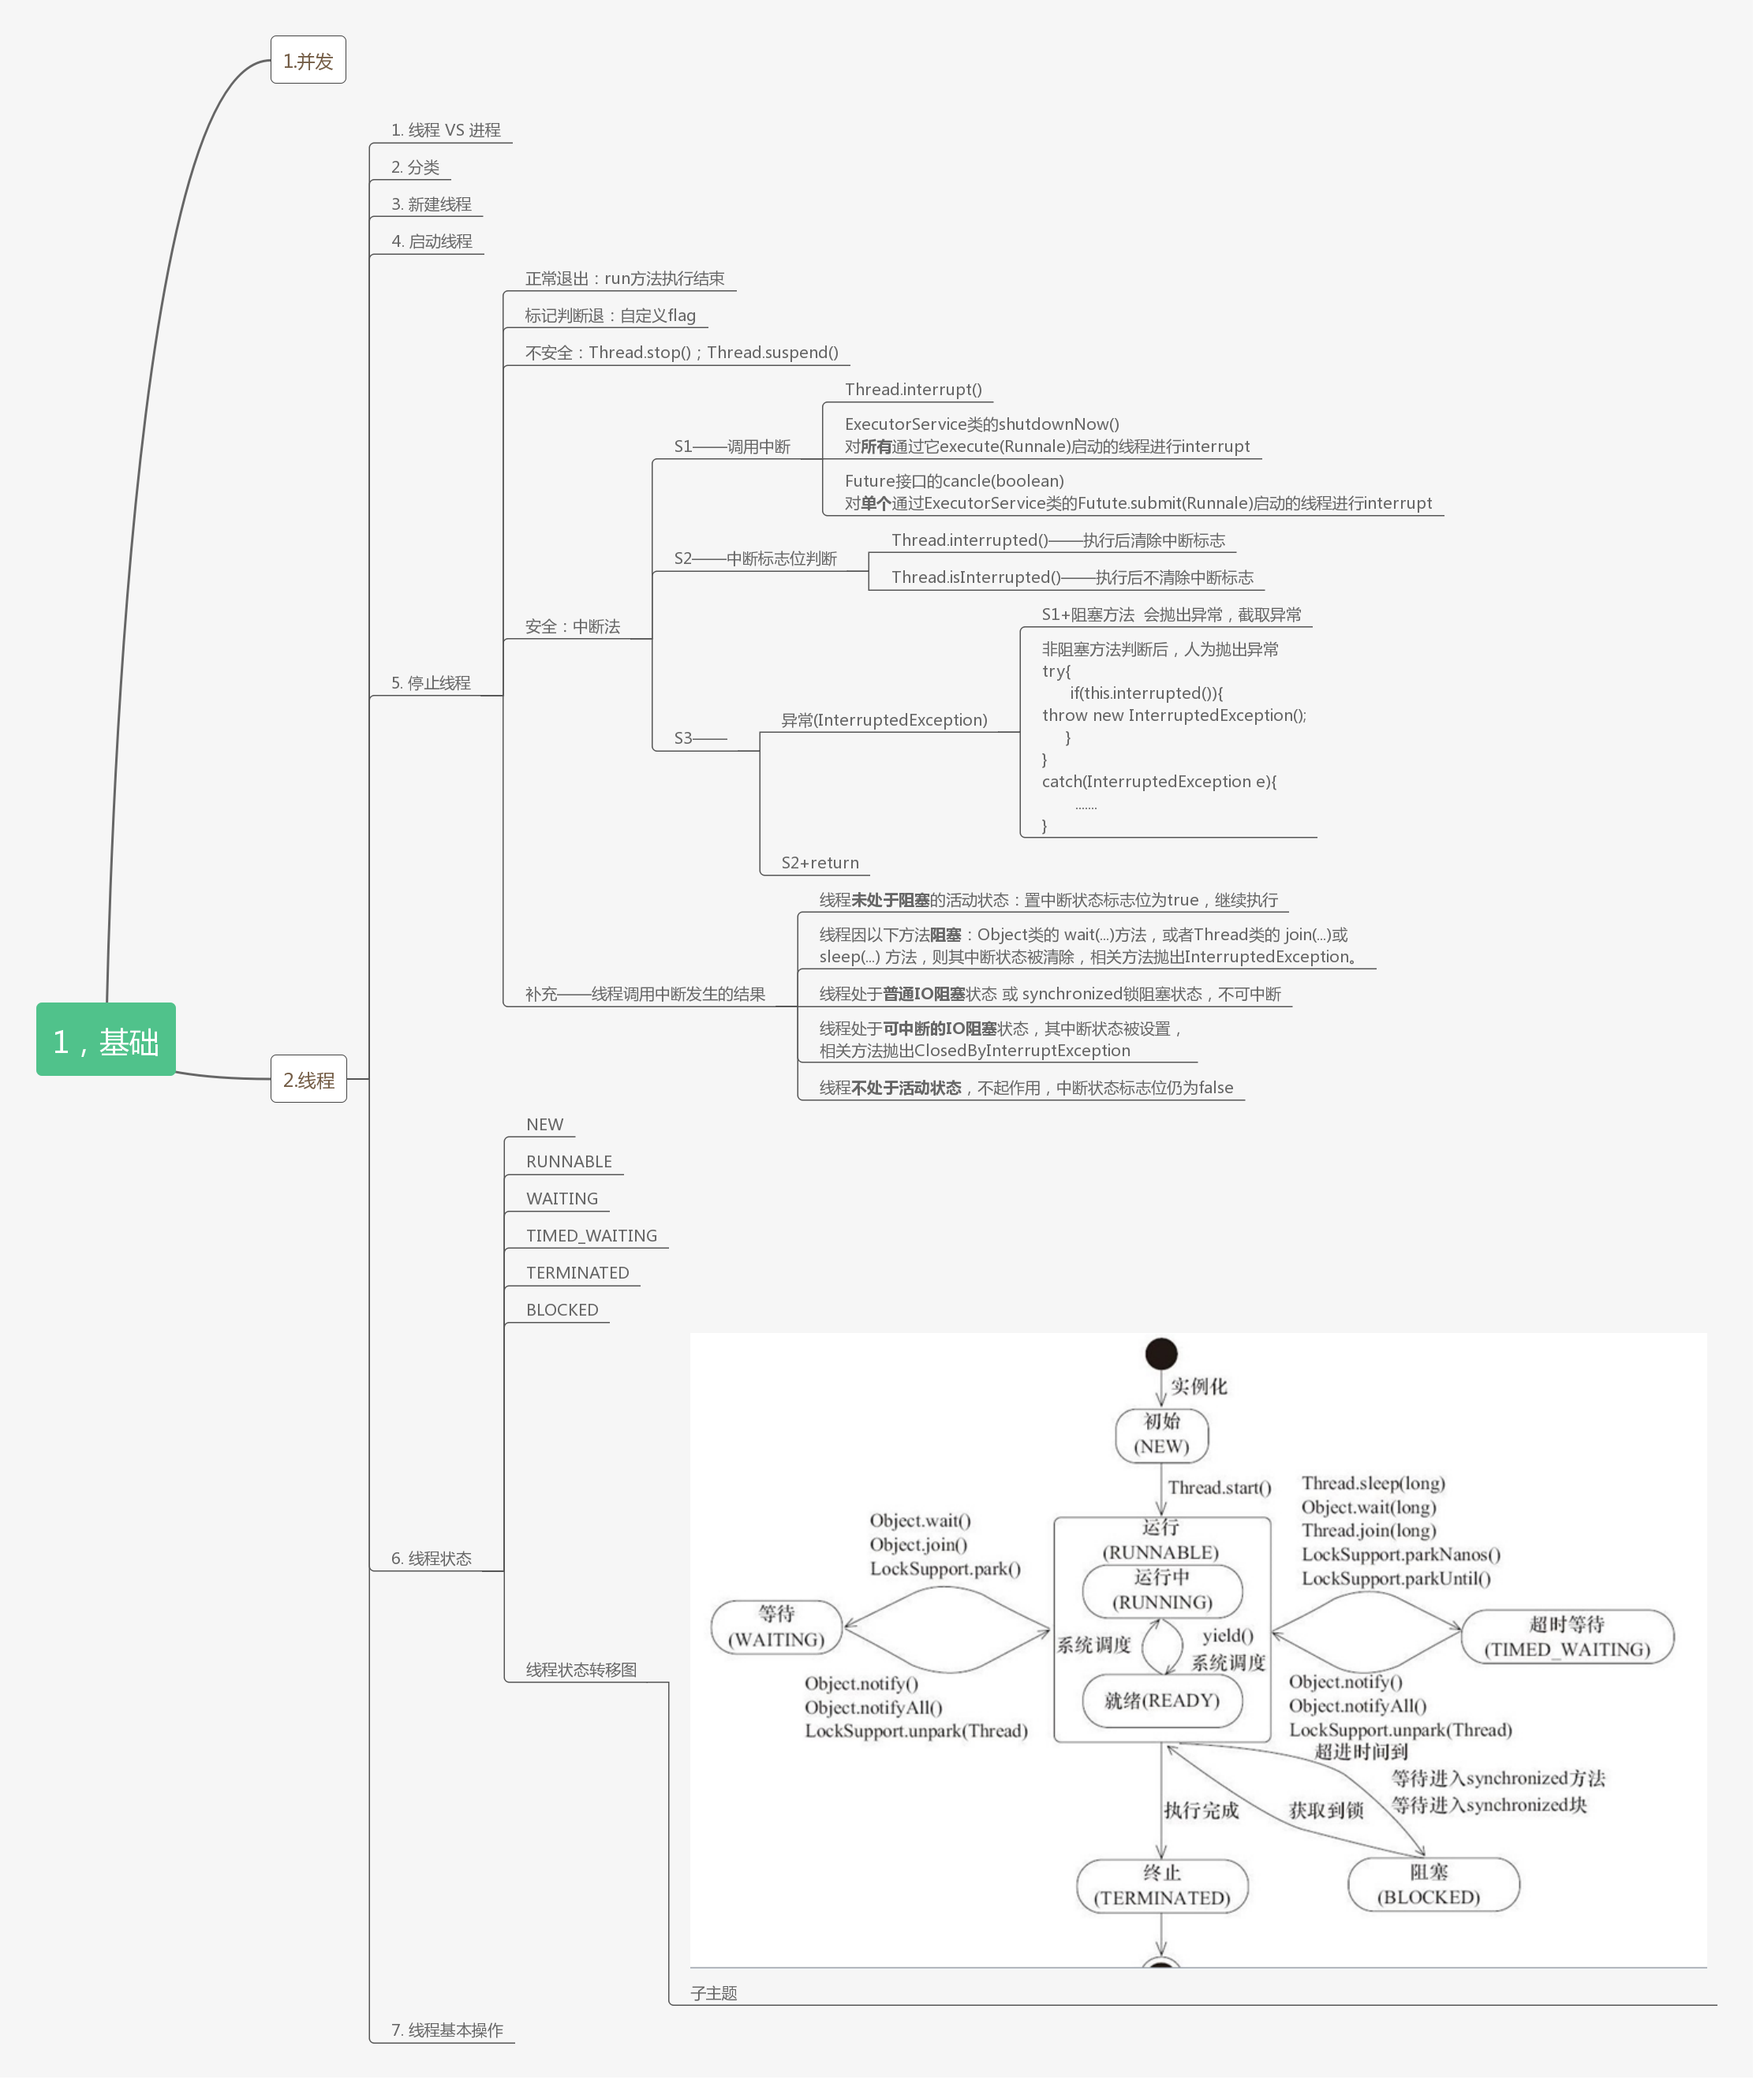 1.并发
1. 线程 VS 进程
2. 分类
3. 新建线程
4. 启动线程
正常退出：run方法执行结束
标记判断退：自定义flag
不安全：Thread.stop()；Thread.suspend()
Thread.interrupt()
ExecutorService类的shutdownNow()
对所有通过它execute(Runnale)启动的线程进行interrupt
S1——调用中断
Future接口的cancle(boolean)
对单个通过ExecutorService类的Futute.submit(Runnale)启动的线程进行interrupt
Thread.interrupted()——执行后清除中断标志
S2——中断标志位判断
Thread.isInterrupted()——执行后不清除中断标志
安全：中断法
S1+阻塞方法  会抛出异常，截取异常
非阻塞方法判断后，人为抛出异常
try{
if(this.interrupted()){
throw new InterruptedException();
}
}
catch(InterruptedException e){
.......
}
5. 停止线程
异常(InterruptedException)
S3——
S2+return
线程未处于阻塞的活动状态：置中断状态标志位为true，继续执行
线程因以下方法阻塞：Object类的 wait(...)方法，或者Thread类的 join(...)或
sleep(...) 方法，则其中断状态被清除，相关方法抛出InterruptedException。
补充——线程调用中断发生的结果
线程处于普通IO阻塞状态 或 synchronized锁阻塞状态，不可中断
线程处于可中断的IO阻塞状态，其中断状态被设置，
相关方法抛出ClosedByInterruptException
线程不处于活动状态，不起作用，中断状态标志位仍为false
1，基础
2.线程
NEW
RUNNABLE
WAITING
TIMED_WAITING
TERMINATED
BLOCKED
实例化
初始
(NEW)
Thread.start()
Thread.sleep(long)
Object.wait(long)
Thread.join(long)
LockSupport.parkNanos()
LockSupport.parkUntil()
Object.wait()
Object.join()
LockSupport.park()
运行
(RUNNABLE)
运行中
(RUNNING)
6. 线程状态
等待
(WAITING)
系统调度
yield()
系统调度
超时等待
(TIMED_WAITING)
线程状态转移图
Object.notify()
Object.notifyAll()
LockSupport.unpark(Thread)
就绪(READY)
Object.notify()
Object.notifyAll()
LockSupport.unpark(Thread)
超进时间到
等待进入synchronized方法
等待进入synchronized块
执行完成
获取到锁
终止
(TERMINATED)
阻塞
(BLOCKED)
子主题
7. 线程基本操作